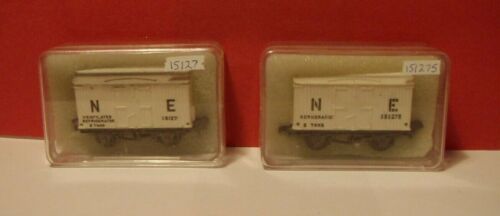 15127
N E
VENTILATED
REFRIGERATOR
8 TONS 15127
151275
N E
REFRIGERATOR
8 TONS 151275